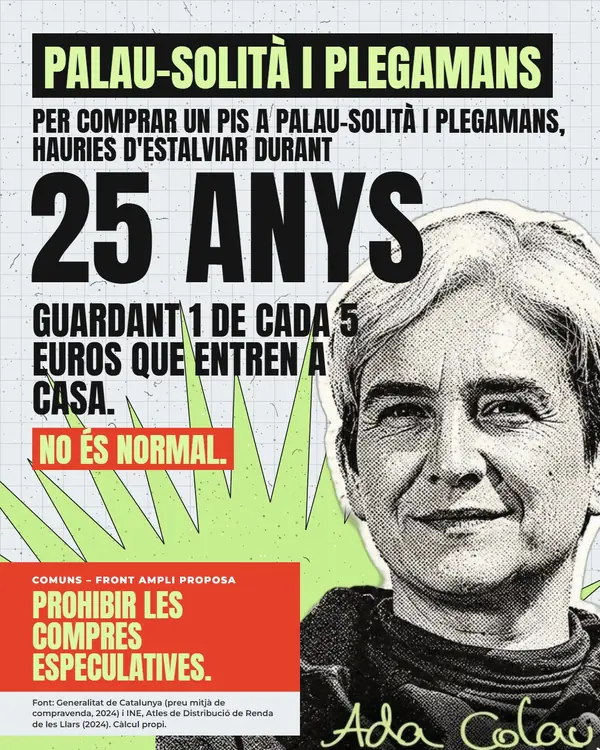 PALAU-SOLITÀ I PLEGAMANS
PER COMPRAR UN PIS A PALAU-SOLITÀ I PLEGAMANS,
HAURIES D'ESTALVIAR DURANT
25 ANYS
GUARDANT 1 DE CADA 5
EUROS QUE ENTREN A
CASA.
NO ÉS NORMAL.
COMUNS – FRONT AMPLI PROPOSA
PROHIBIR LES
COMPRES
ESPECULATIVES.
Font: Generalitat de Catalunya (preu mitjà de
compravenda, 2024) i INE, Atles de Distribució de Renda
de les Llars (2024). Càlcul propi.
Ada Colau